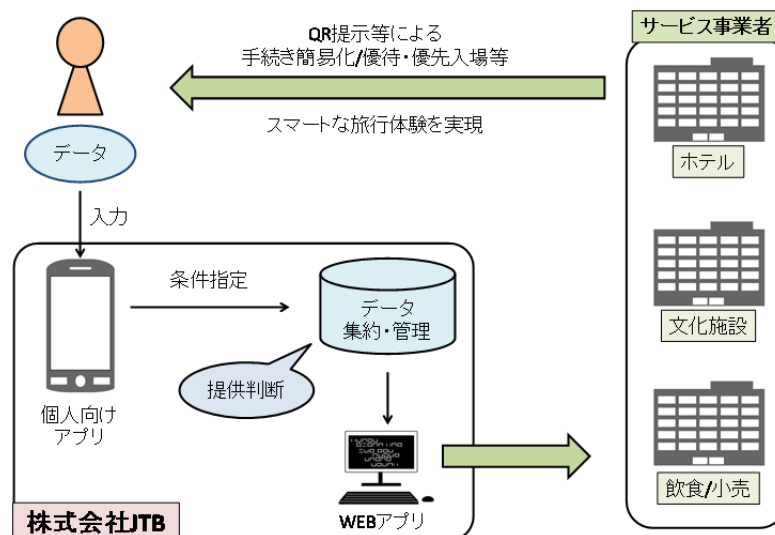 QR提示等による
手続き簡易化/優待・優先入場等
スマートな旅行体験を実現
サービス事業者
ホテル
文化施設
飲食/小売
データ
入力
条件指定
データ
集約・管理
提供判断
個人向け
アプリ
WEBアプリ
株式会社JTB